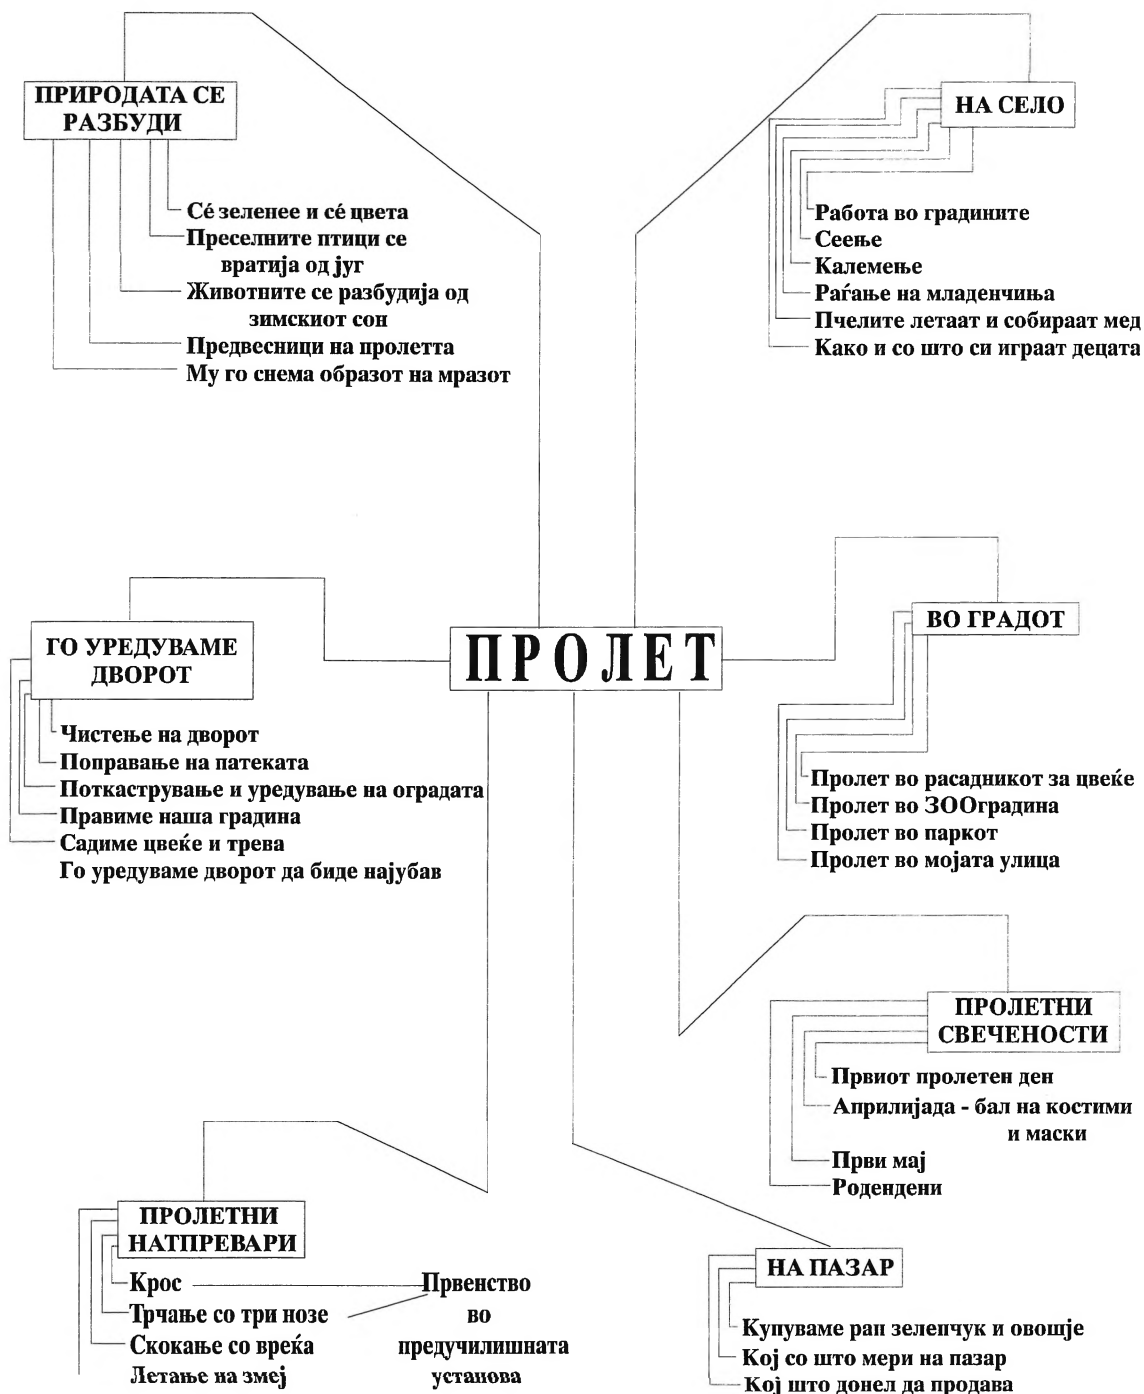 ПРИРОДАТА СЕ
РАЗБУДИ
Сé зеленее и сé цвета
Преселните птици се
вратија од југ
Животните се разбудија од
зимскиот сон
Предвесници на пролетта
Му го снема образот на мразот
НА СЕЛО
Работа во градините
Сеење
Калемење
Раѓање на младенчиња
Пчелите летаат и собираат мед
Како и со што си играат децата
ПРОЛЕТ
ГО УРЕДУВАМЕ
ДВОРОТ
Чистење на дворот
Поправање на патеката
Поткастрување и уредување на оградата
Правиме наша градина
Садиме цвеќе и трева
Го уредуваме дворот да биде најубав
ВО ГРАДОТ
Пролет во расадникот за цвеќе
Пролет во ЗООградина
Пролет во паркот
Пролет во мојата улица
ПРОЛЕТНИ
СВЕЧЕНОСТИ
Првиот пролетен ден
Априлијада - бал на костими
и маски
Први мај
Родендени
ПРОЛЕТНИ
НАТПРЕВАРИ
Крос
Трчање со три нозе
Скокање со вреќа
Летање на змеј
Првенство
во
предучилишната
установа
НА ПАЗАР
Купуваме ран зеленчук и овошје
Кој со што мери на пазар
Кој што донел да продава